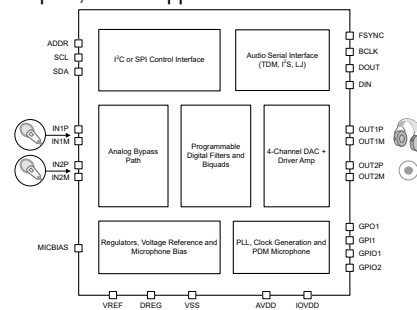 ADDR
SCL
SDA
I²C or SPI Control Interface
Audio Serial Interface
(TDM, I²S, LJ)
FSYNC
BCLK
DOUT
DIN
IN1P
IN1M
IN2P
IN2M
Analog Bypass
Path
Programmable
Digital Filters and
Biquads
4-Channel DAC +
Driver Amp
OUT1P
OUT1M
OUT2P
OUT2M
MICBIAS
Regulators, Voltage Reference and
Microphone Bias
PLL, Clock Generation and
PDM Microphone
GPO1
GPI1
GPIO1
GPIO2
VREF
DREG
VSS
AVDD
IOVDD